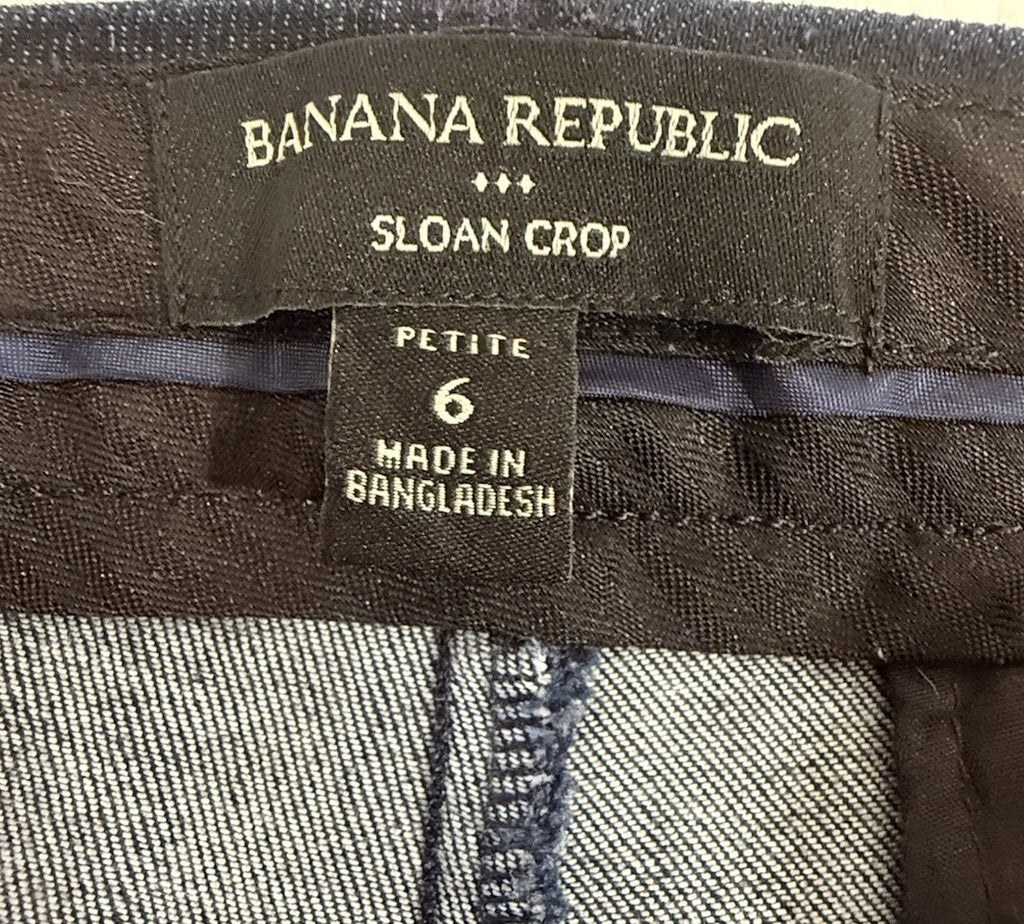 BANANA REPUBLIC
SLOAN CROP
PETITE
6
MADE IN
BANGLADESH